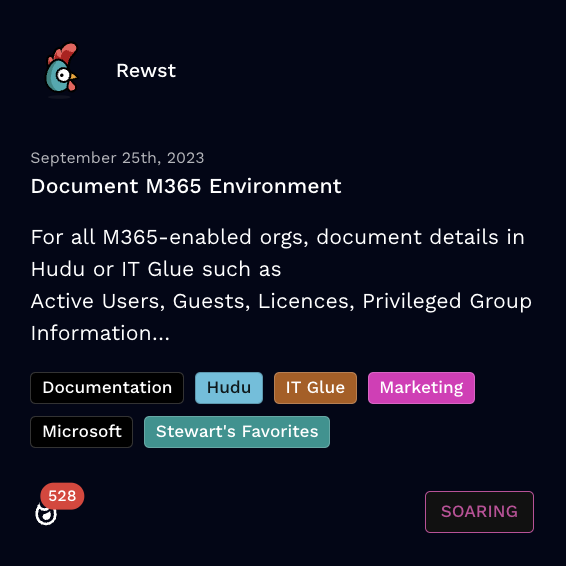 Rewst
September 25th, 2023
Document M365 Environment
For all M365-enabled orgs, document details in
Hudu or IT Glue such as
Active Users, Guests, Licences, Privileged Group
Information...
Documentation Hudu IT Glue Marketing
Microsoft Stewart's Favorites
528
SOARING